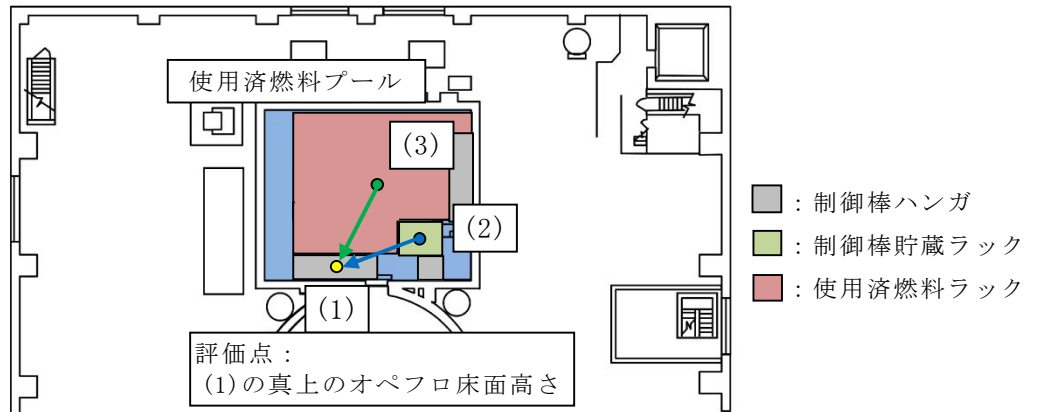 使用済燃料プール
(3)
(2)
(1)
：制御棒ハンガ
：制御棒貯蔵ラック
：使用済燃料ラック
評価点：
(1)の真上のオペフロ床面高さ